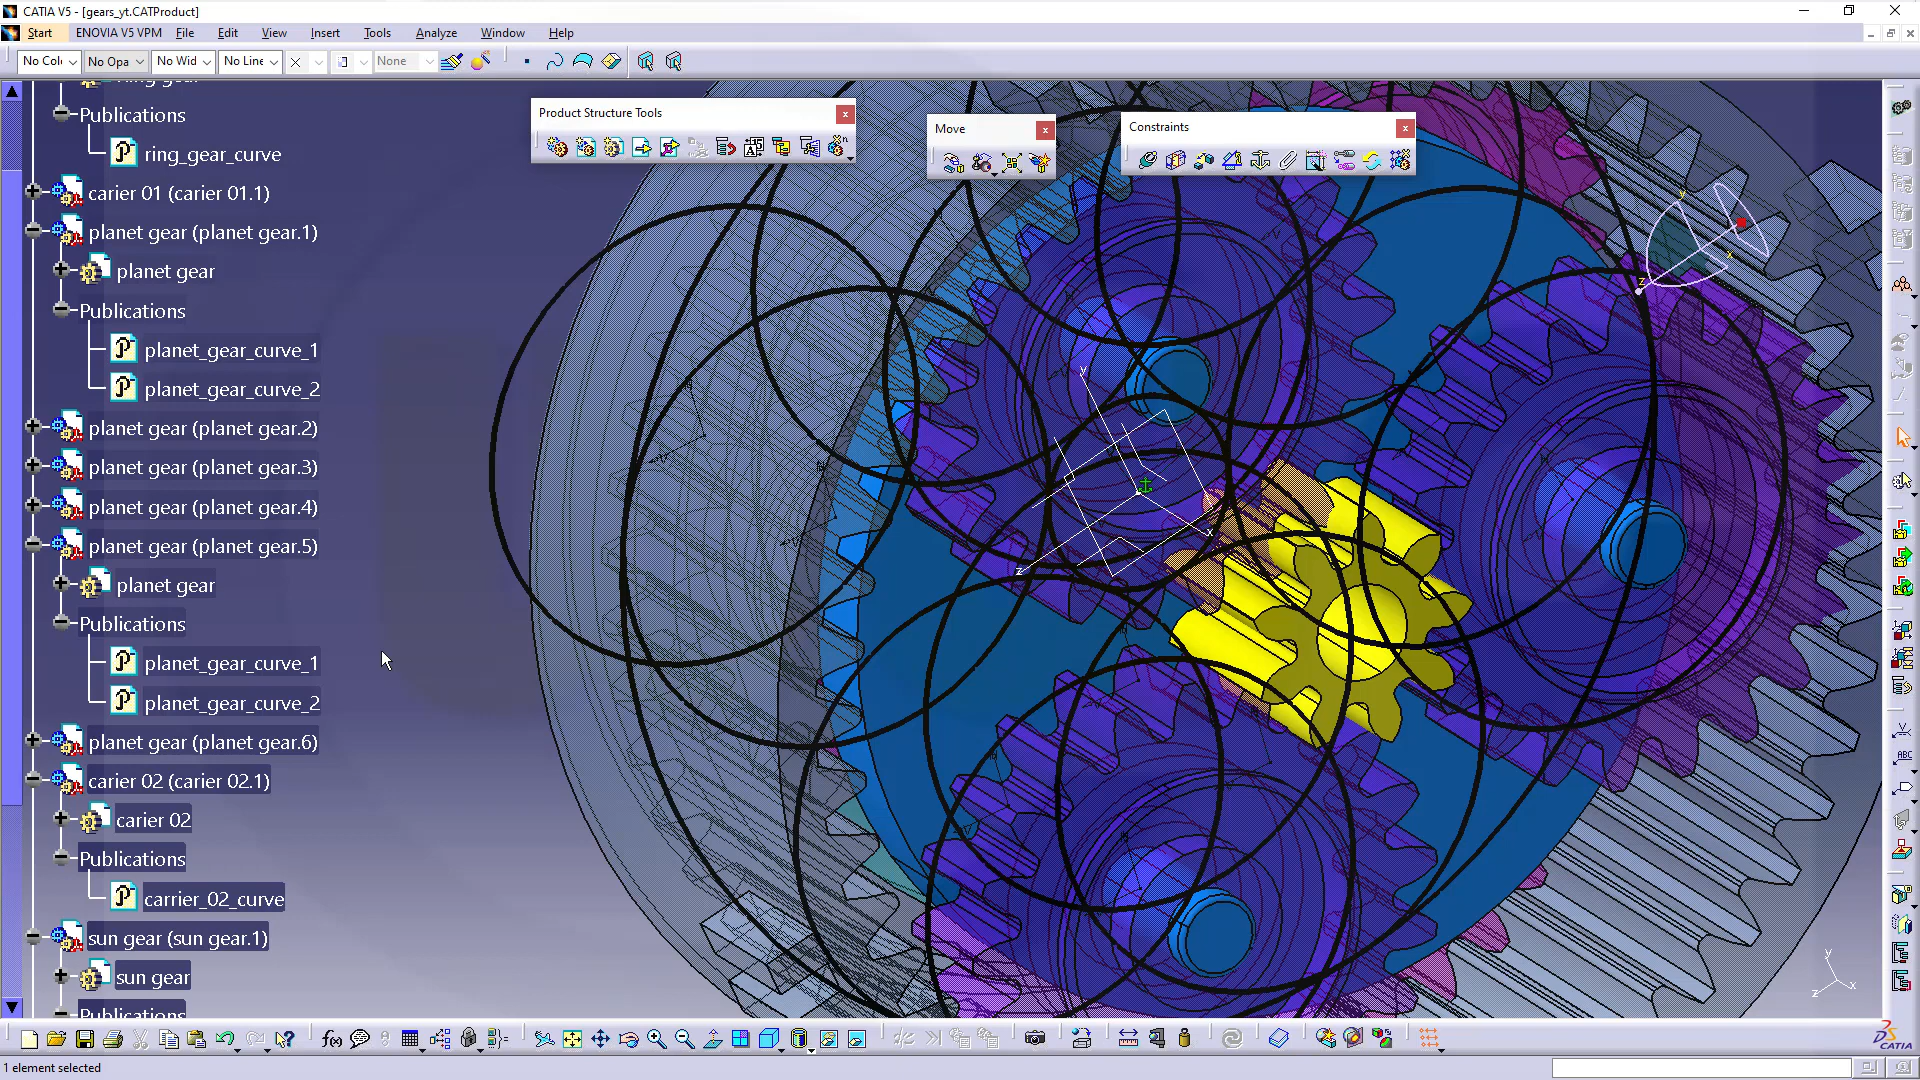 CATIA V5 - [gears_yt.CATProduct]
Start ENOVIA V5 VPM File Edit View Insert Tools Analyze Window Help
No Colo No Opa No Wid No Line None
Publications
ring_gear_curve
carier 01 (carier 01.1)
planet gear (planet gear.1)
planet gear
Publications
planet_gear_curve_1
planet_gear_curve_2
planet gear (planet gear.2)
planet gear (planet gear.3)
planet gear (planet gear.4)
planet gear (planet gear.5)
planet gear
Publications
planet_gear_curve_1
planet_gear_curve_2
planet gear (planet gear.6)
carier 02 (carier 02.1)
carier 02
Publications
carrier_02_curve
sun gear (sun gear.1)
sun gear
Publications
Product Structure Tools
Move
Constraints
y
x
z
y
x
z
y
x
z
ABC
CATIA
1 element selected